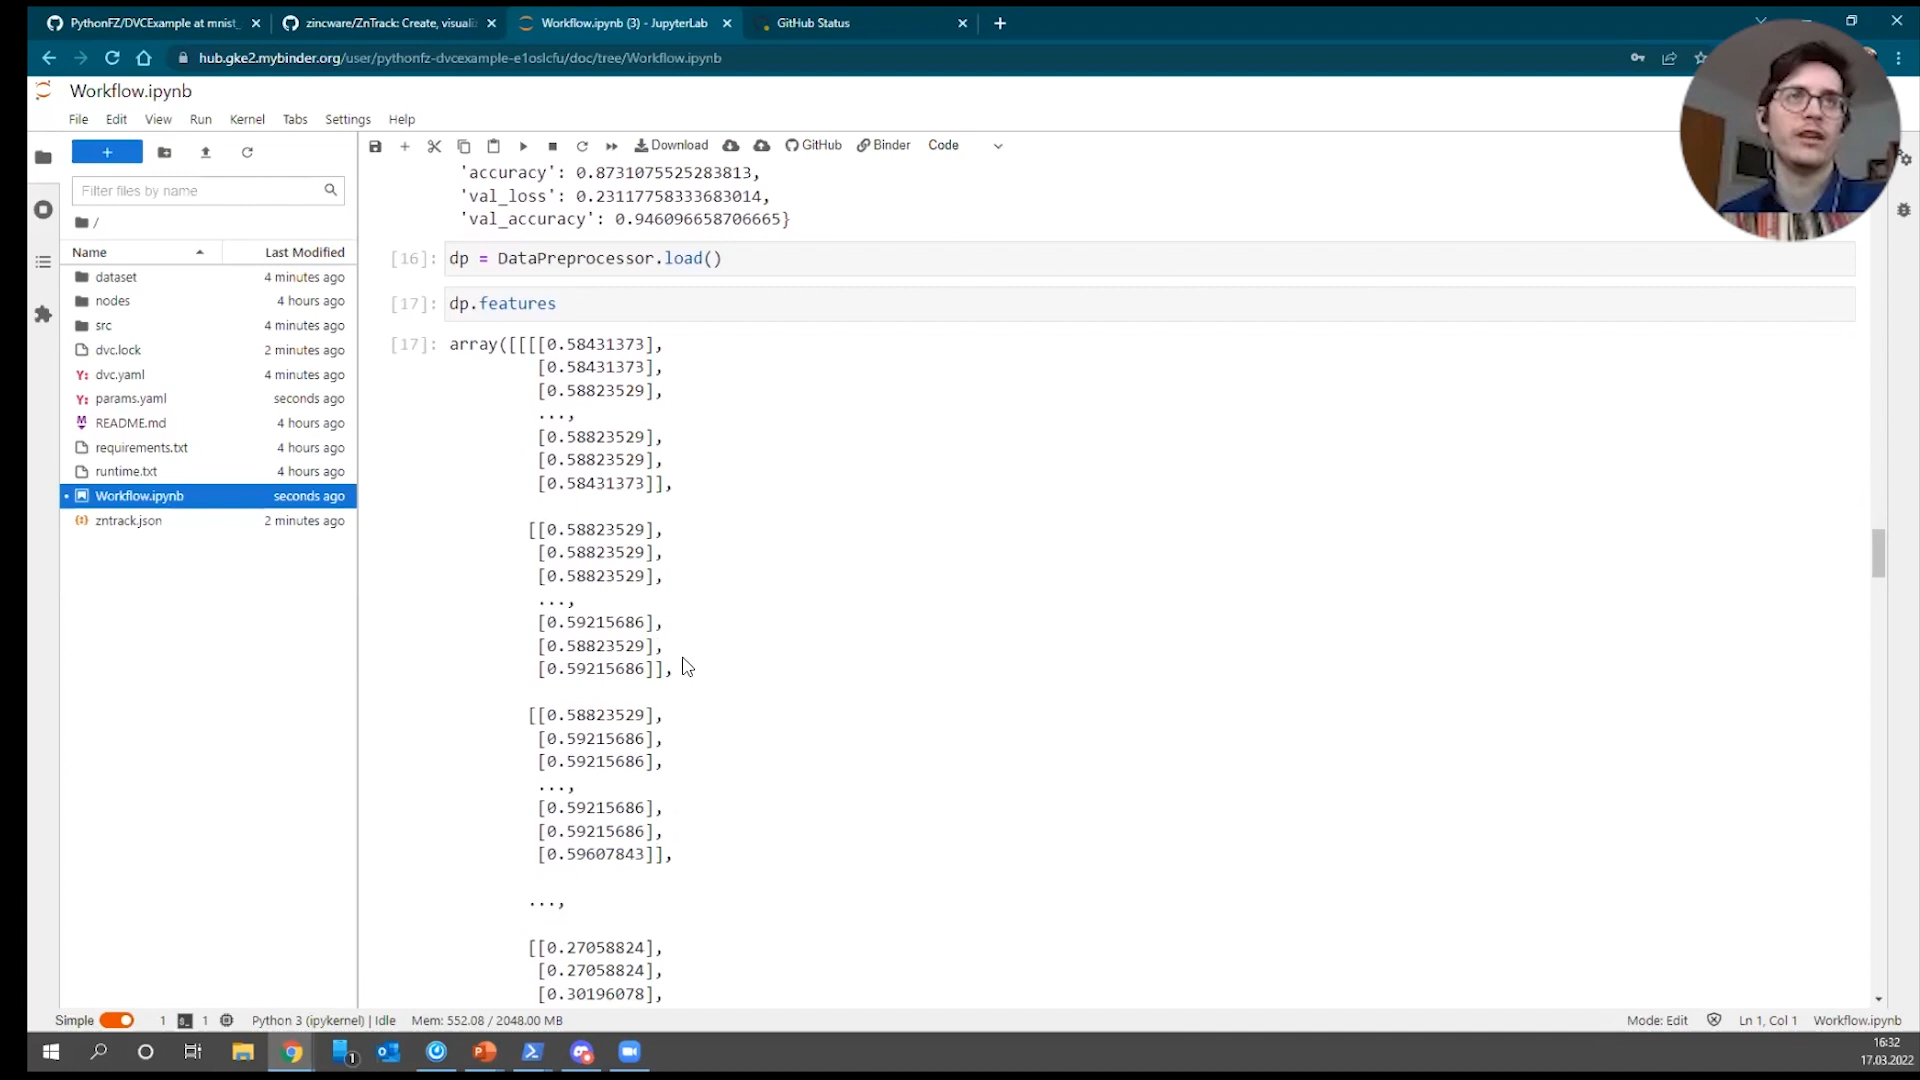 PythonFZ/DVCExample at mnist_
zincware/ZnTrack: Create, visuali
Workflow.ipynb (3) - JupyterLab
GitHub Status
hub.gke2.mybinder.org/user/pythonfz-dvcexample-e1oslcfu/doc/tree/Workflow.ipynb
Workflow.ipynb
File Edit View Run Kernel Tabs Settings Help
Download GitHub Binder Code
Filter files by name
/
Name Last Modified
dataset 4 minutes ago
nodes 4 hours ago
src 4 minutes ago
dvc.lock 2 minutes ago
dvc.yaml 4 minutes ago
params.yaml seconds ago
README.md 4 hours ago
requirements.txt 4 hours ago
runtime.txt 4 hours ago
Workflow.ipynb seconds ago
zntrack.json 2 minutes ago
'accuracy': 0.8731075525283813,
'val_loss': 0.23117758333683014,
'val_accuracy': 0.946096658706665}
[16]: dp = DataPreprocessor.load()
[17]: dp.features
[17]: array([[[[0.58431373],
[0.58431373],
[0.58823529],
...,
[0.58823529],
[0.58823529],
[0.58431373]],
[[0.58823529],
[0.58823529],
[0.58823529],
...,
[0.59215686],
[0.58823529],
[0.59215686]],
[[0.58823529],
[0.59215686],
[0.59215686],
...,
[0.59215686],
[0.59215686],
[0.59607843]],
...,
[[0.27058824],
[0.27058824],
[0.30196078],
Simple 1 1 Python 3 (ipykernel) | Idle Mem: 552.08 / 2048.00 MB
Mode: Edit Ln 1, Col 1 Workflow.ipynb
1
16:32
17.03.2022